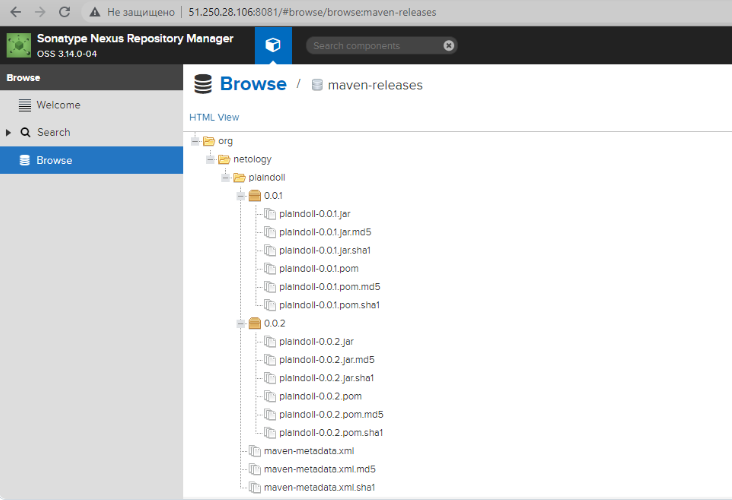 Не защищено | 51.250.28.106:8081/#browse/browse:maven-releases
Sonatype Nexus Repository Manager
OSS 3.14.0-04
Search components
Browse
Welcome
Search
Browse
Browse / maven-releases
HTML View
org
netology
plaindoll
0.0.1
plaindoll-0.0.1.jar
plaindoll-0.0.1.jar.md5
plaindoll-0.0.1.jar.sha1
plaindoll-0.0.1.pom
plaindoll-0.0.1.pom.md5
plaindoll-0.0.1.pom.sha1
0.0.2
plaindoll-0.0.2.jar
plaindoll-0.0.2.jar.md5
plaindoll-0.0.2.jar.sha1
plaindoll-0.0.2.pom
plaindoll-0.0.2.pom.md5
plaindoll-0.0.2.pom.sha1
maven-metadata.xml
maven-metadata.xml.md5
maven-metadata.xml.sha1